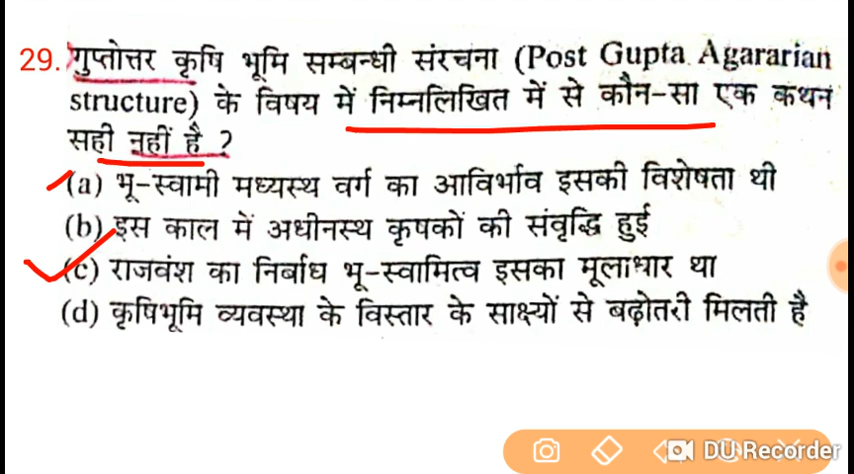 29. गुप्तोत्तर कृषि भूमि सम्बन्धी संरचना (Post Gupta Agararian
structure) के विषय में निम्नलिखित में से कौन-सा एक कथन
सही नहीं है ?
(a) भू-स्वामी मध्यस्थ वर्ग का आविर्भाव इसकी विशेषता थी
(b) इस काल में अधीनस्थ कृषकों की संवृद्धि हुई
(c) राजवंश का निर्बाध भू-स्वामित्व इसका मूलाधार था
(d) कृषिभूमि व्यवस्था के विस्तार के साक्ष्यों से बढ़ोतरी मिलती है
DU Recorder